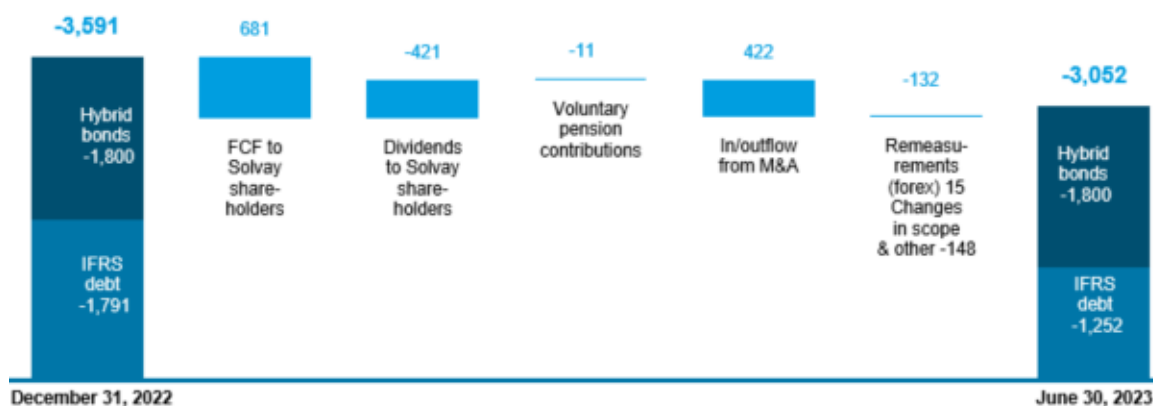 -3,591
Hybrid
bonds
-1,800
IFRS
debt
-1,791
681
FCF to
Solvay
share-
holders
-421
Dividends
to Solvay
share-
holders
-11
Voluntary
pension
contributions
422
In/outflow
from M&A
-132
Remeasu-
rements
(forex) 15
Changes
in scope
& other -148
-3,052
Hybrid
bonds
-1,800
IFRS
debt
-1,252
December 31, 2022
June 30, 2023